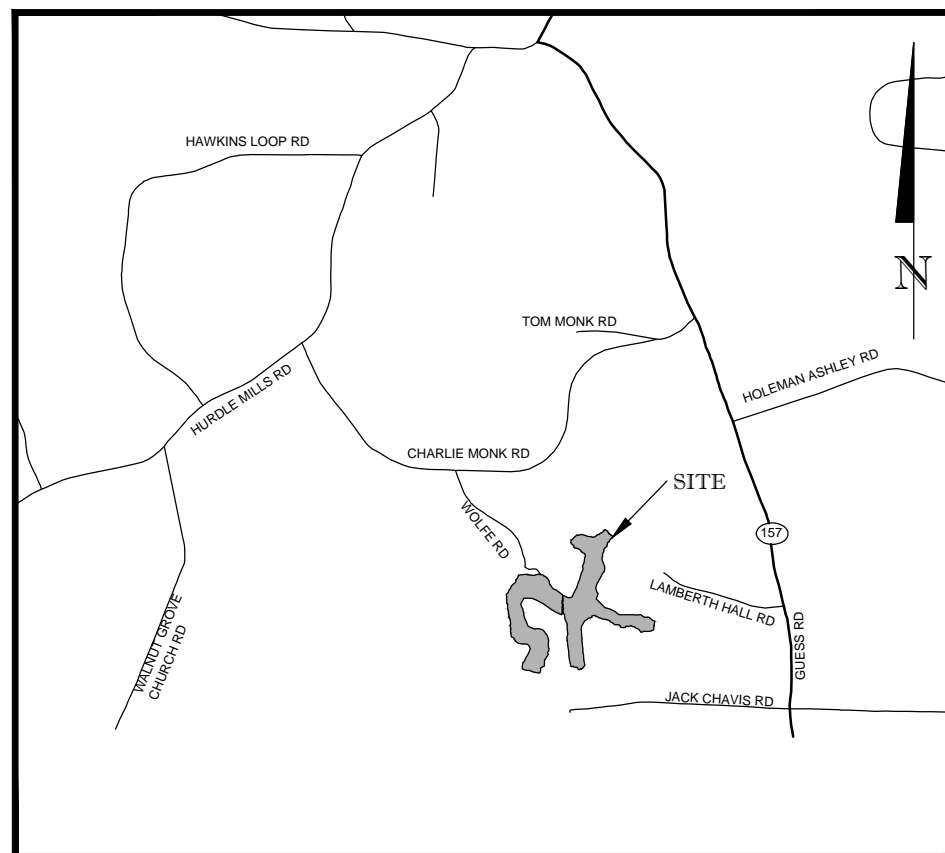 HAWKINS LOOP RD
N
TOM MONK RD
HOLEMAN ASHLEY RD
HURDLE MILLS RD
CHARLIE MONK RD
SITE
WOLFE RD
157
LAMBERTH HALL RD
WALNUT GROVE
CHURCH RD
GUESS RD
JACK CHAVIS RD